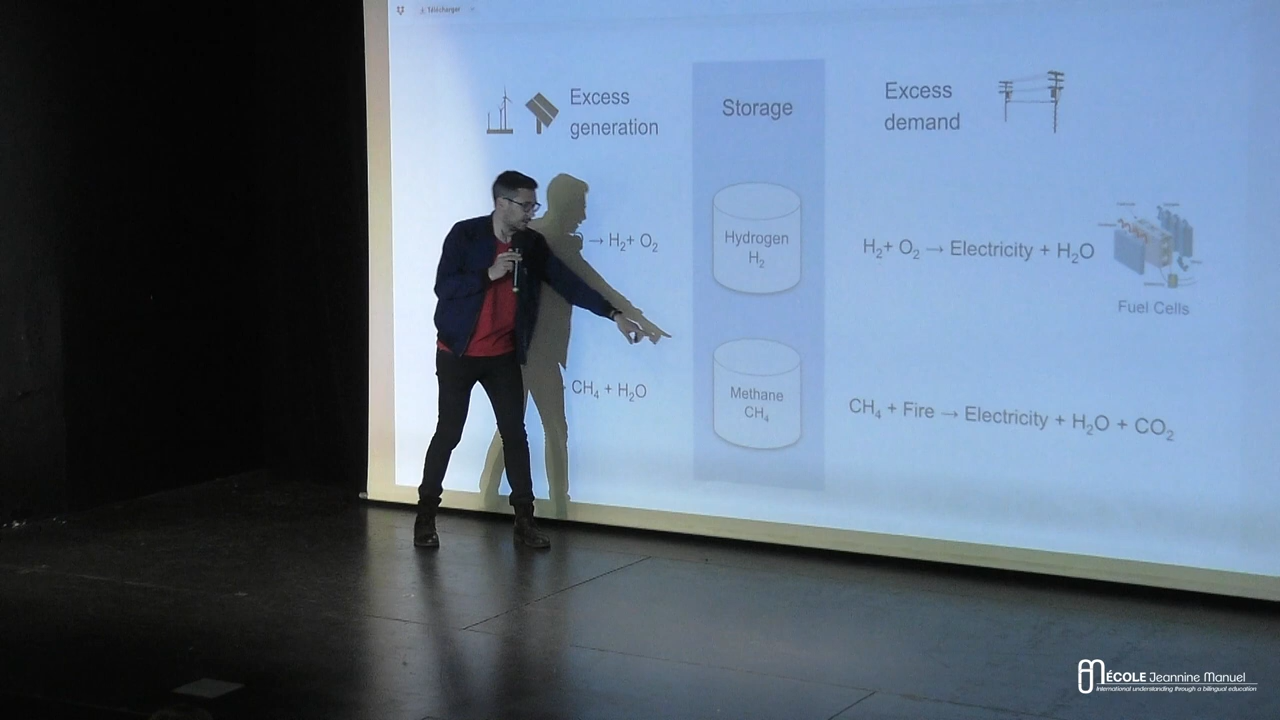 Télécharger
Excess
generation
Storage
Excess
demand
→ H₂+ O₂
Hydrogen
H₂
H₂+ O₂ → Electricity + H₂O
Fuel Cells
CH₄ + H₂O
Methane
CH₄
CH₄ + Fire → Electricity + H₂O + CO₂
ÉCOLE Jeannine Manuel
International understanding through a bilingual education